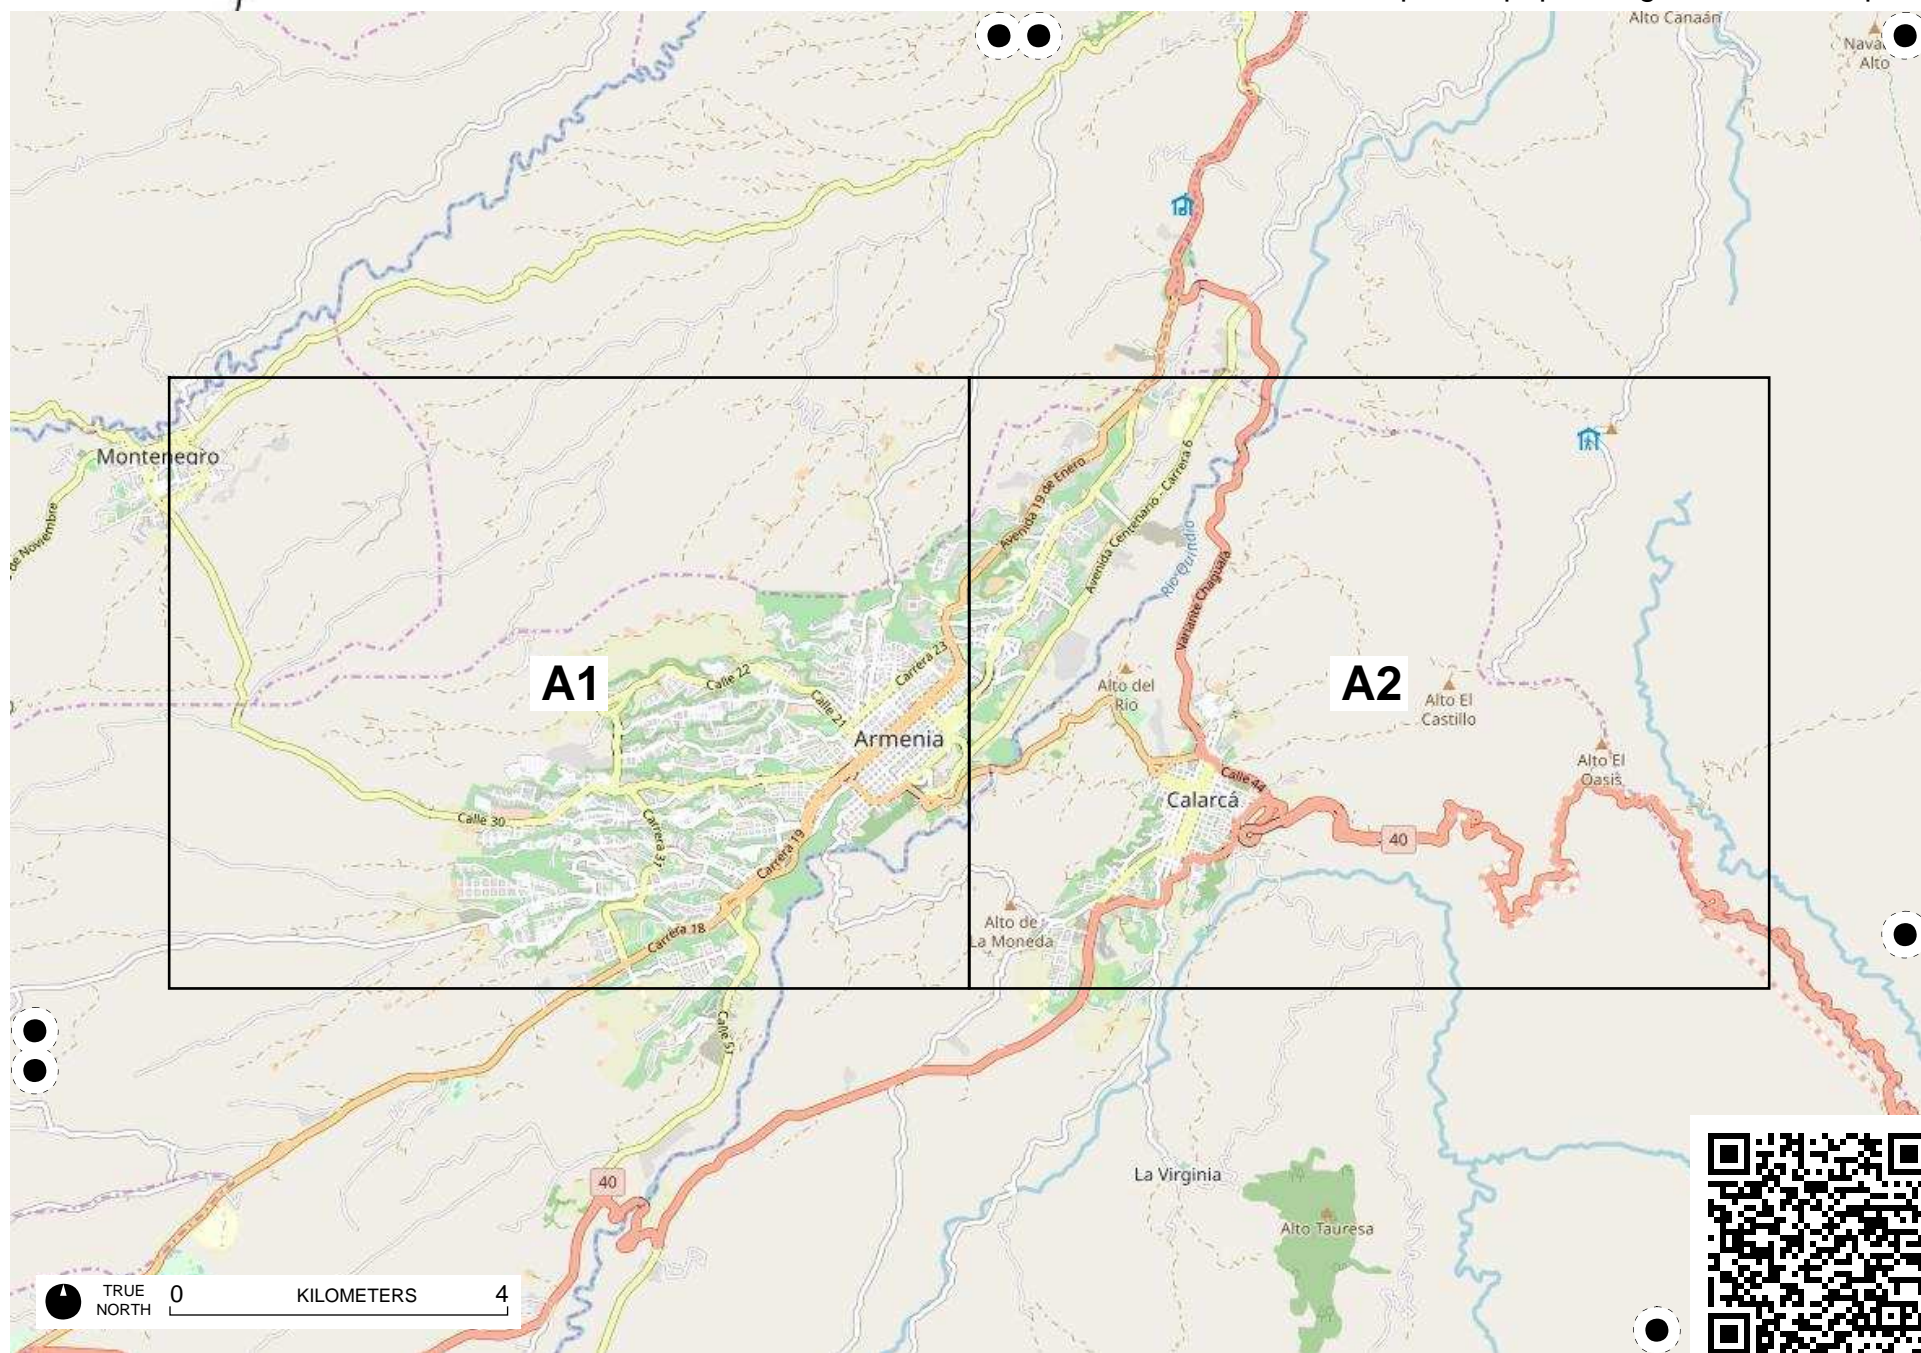 Alto Canaán
Alto
Montenegro
de Noviembre
Avenida 19 de Enero
Avenida Centenario - Carrera 6
Río Quindío
Variante Chagualá
A1
A2
Calle 22
Carrera 23
Calle 21
Alto del
Río
Alto El
Castillo
Armenia
Alto El
Oasis
Calle 44
Calarcá
Calle 30
Carrera 37
Carrera 19
40
Alto de
La Moneda
Carrera 18
Calle 51
La Virginia
40
Alto Tauresa
TRUE
NORTH
0 KILOMETERS 4